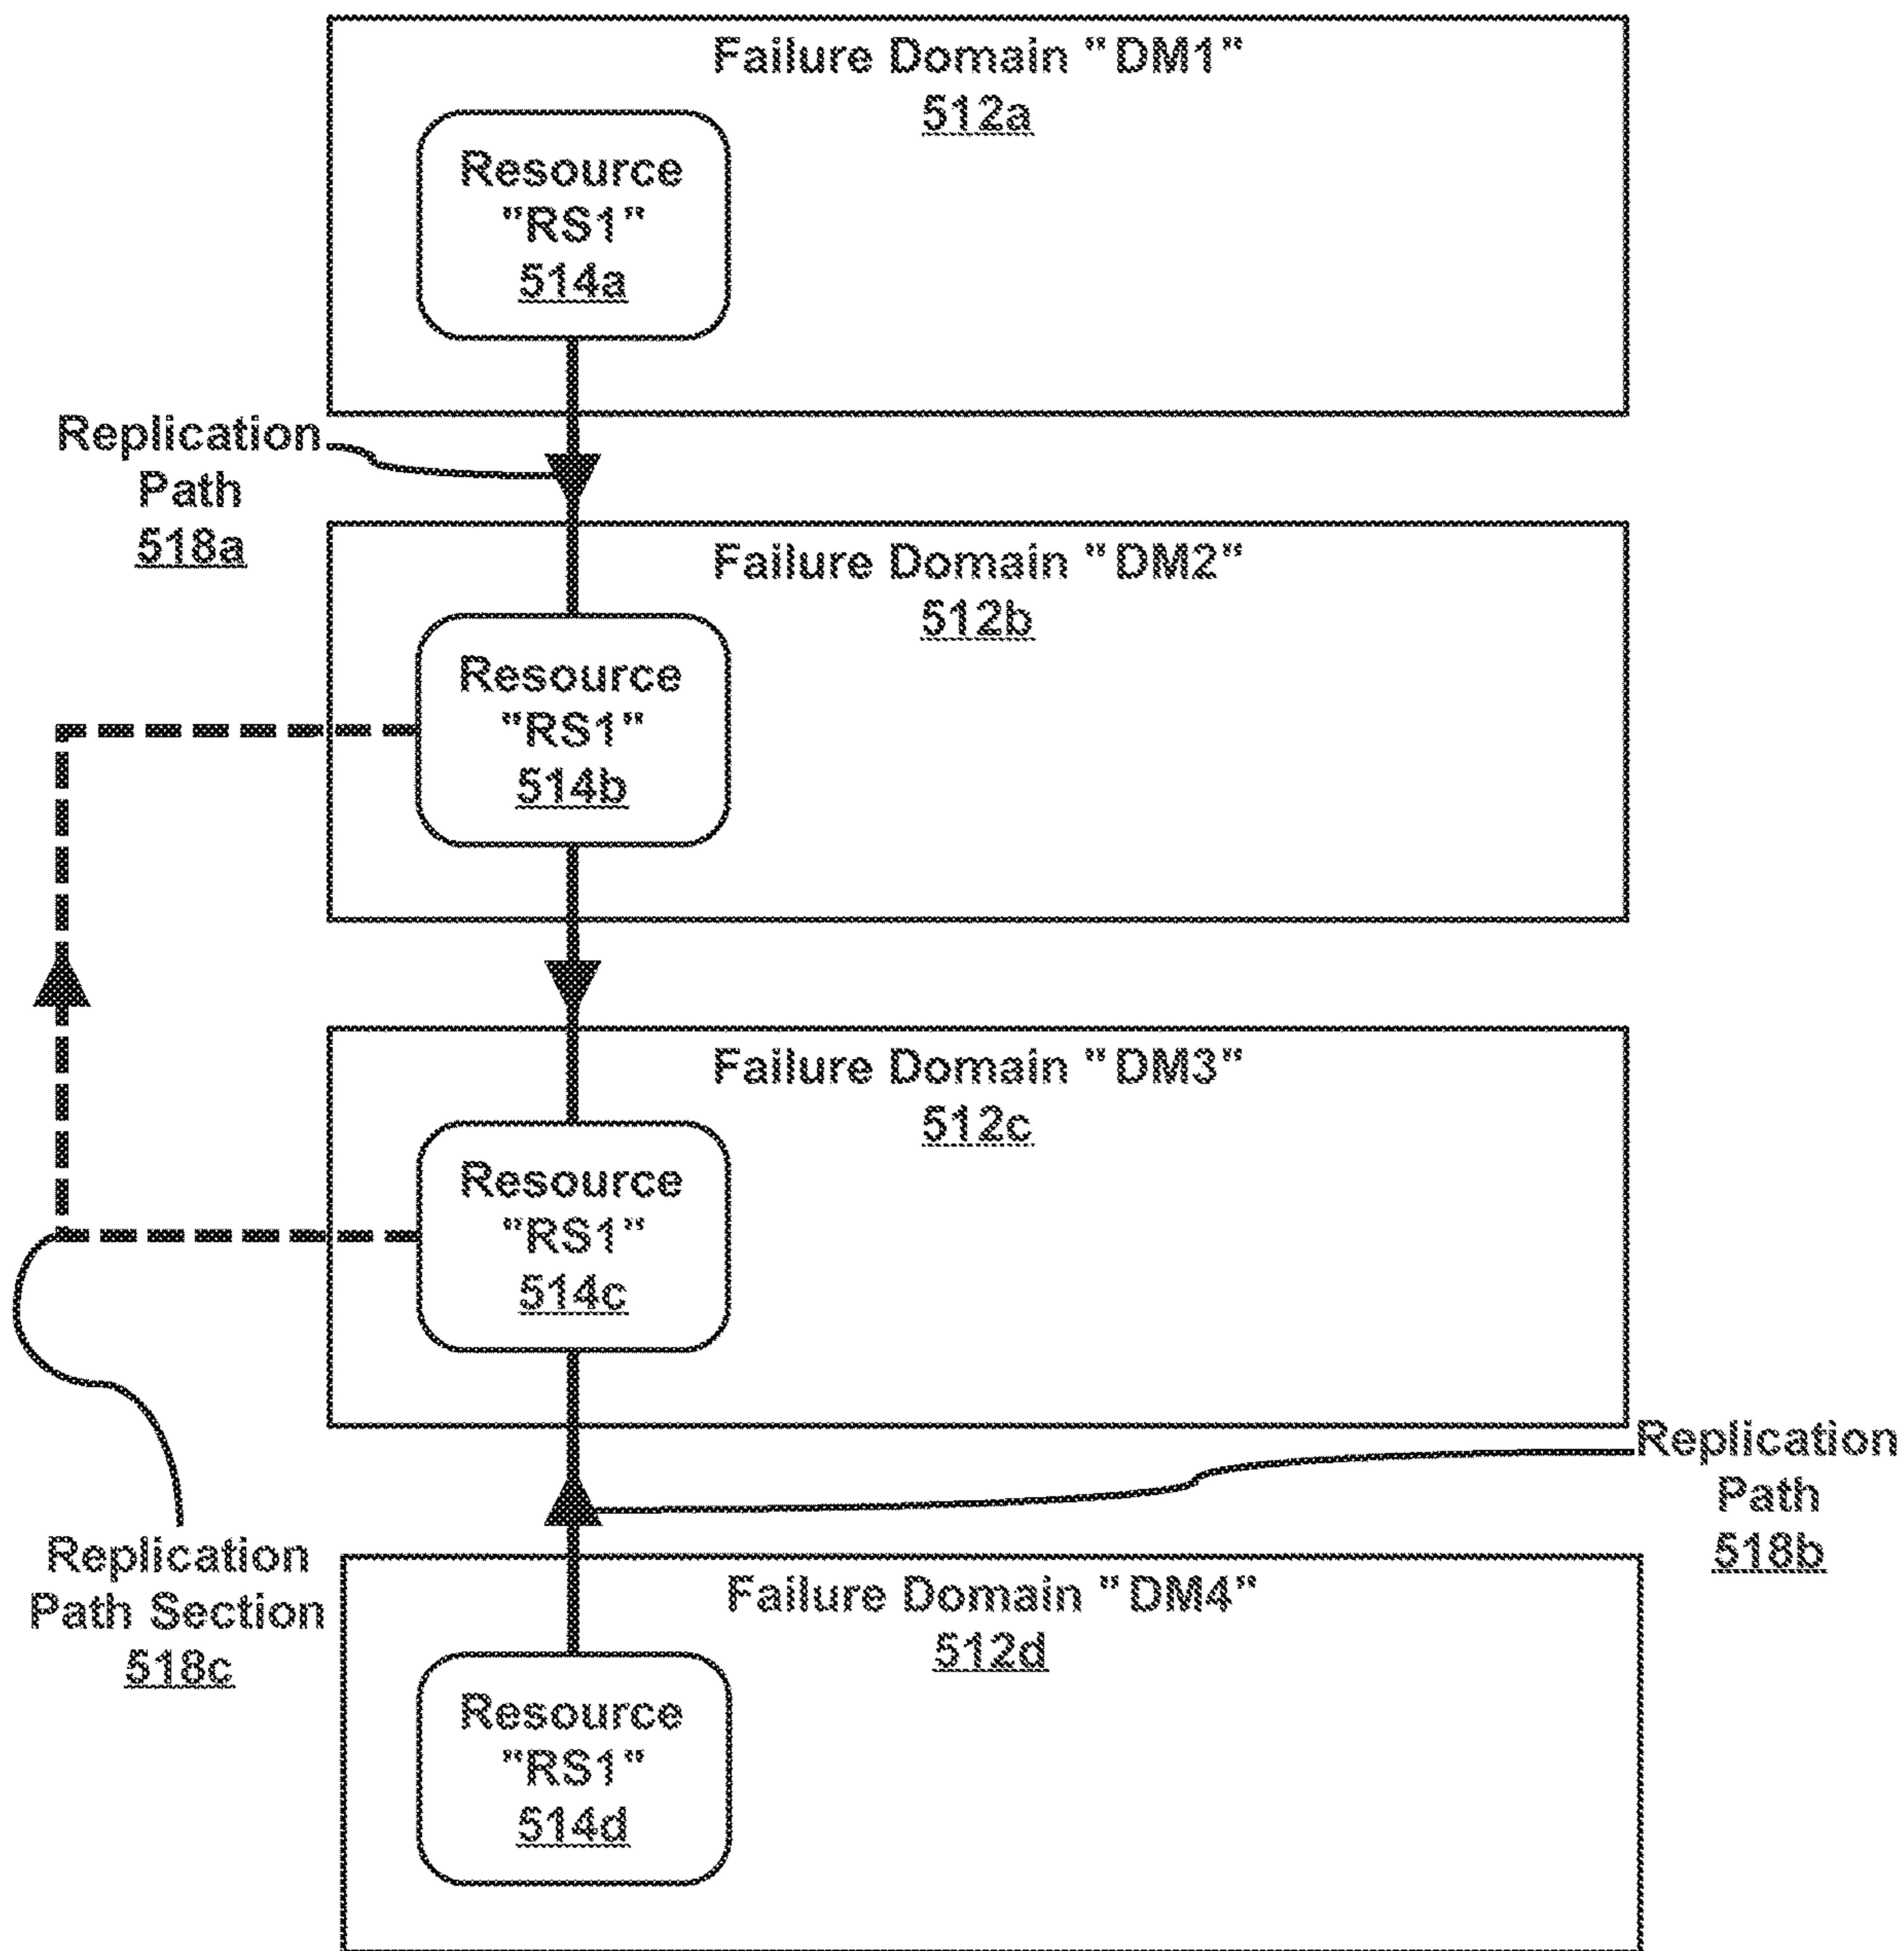 Failure Domain "DM1"
512a
Resource
"RS1"
514a
Replication
Path
518a
Failure Domain "DM2"
512b
Resource
"RS1"
514b
Failure Domain "DM3"
512c
Resource
"RS1"
514c
Replication
Path
518b
Replication
Path Section
518c
Failure Domain "DM4"
512d
Resource
"RS1"
514d